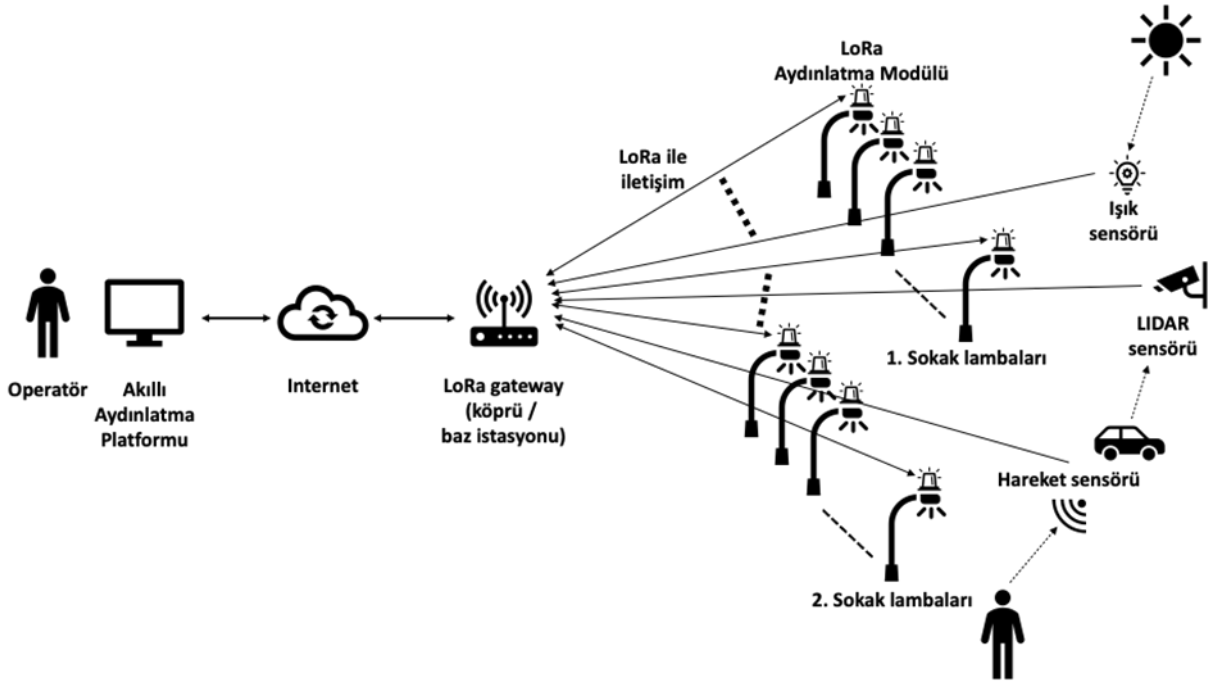 LoRa
Aydınlatma Modülü
LoRa ile
iletişim
Işık
sensörü
LIDAR
sensörü
1. Sokak lambaları
Operatör
Akıllı
Aydınlatma
Platformu
Internet
LoRa gateway
(köprü /
baz istasyonu)
Hareket sensörü
2. Sokak lambaları